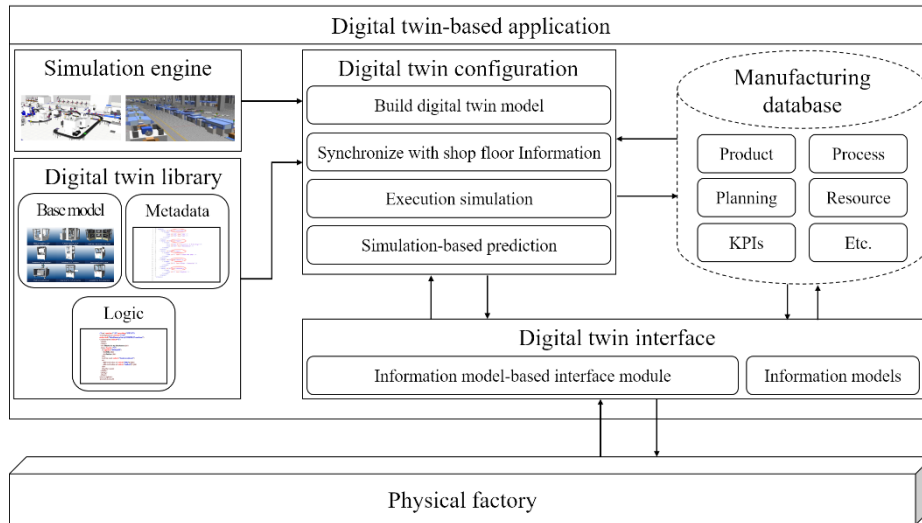 Digital twin-based application
Simulation engine
Digital twin library
Base model
Metadata
Logic
Digital twin configuration
Build digital twin model
Synchronize with shop floor Information
Execution simulation
Simulation-based prediction
Manufacturing
database
Product
Process
Planning
Resource
KPIs
Etc.
Digital twin interface
Information model-based interface module
Information models
Physical factory